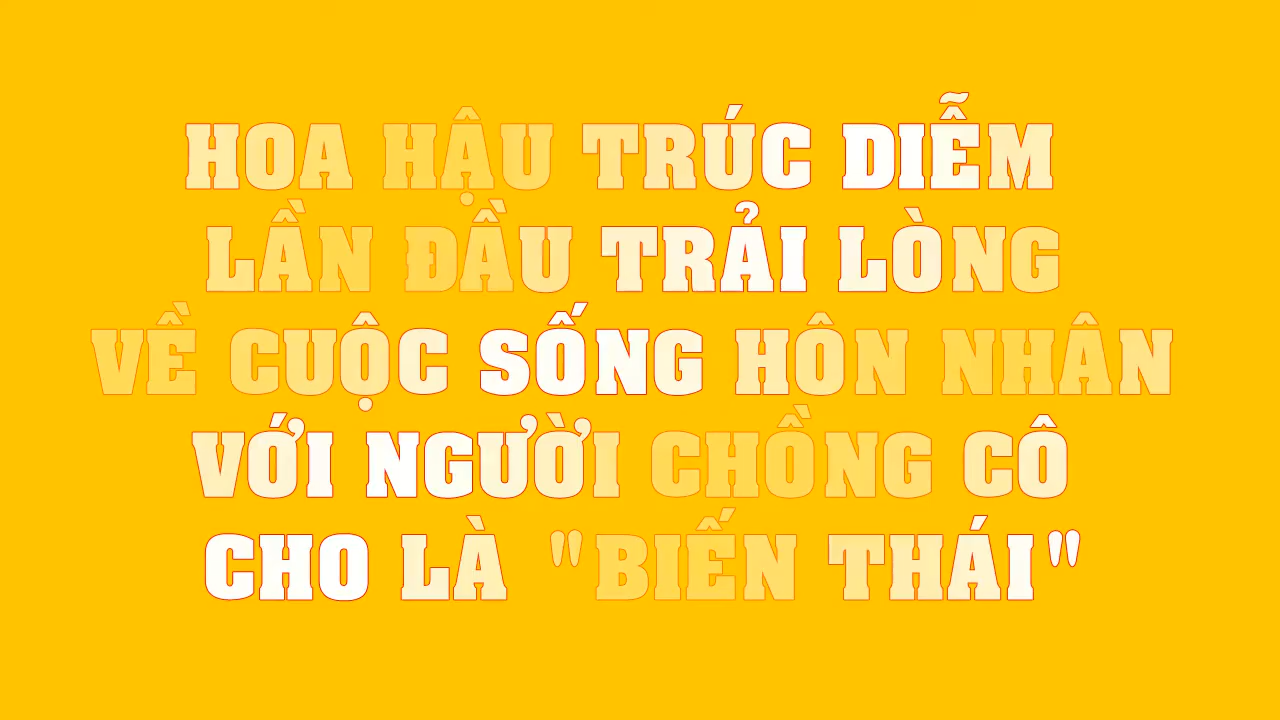 HOA HẬU TRÚC DIỄM
LẦN ĐẦU TRẢI LÒNG
VỀ CUỘC SỐNG HÔN NHÂN
VỚI NGƯỜI CHỒNG CÔ
CHO LÀ "BIẾN THÁI"